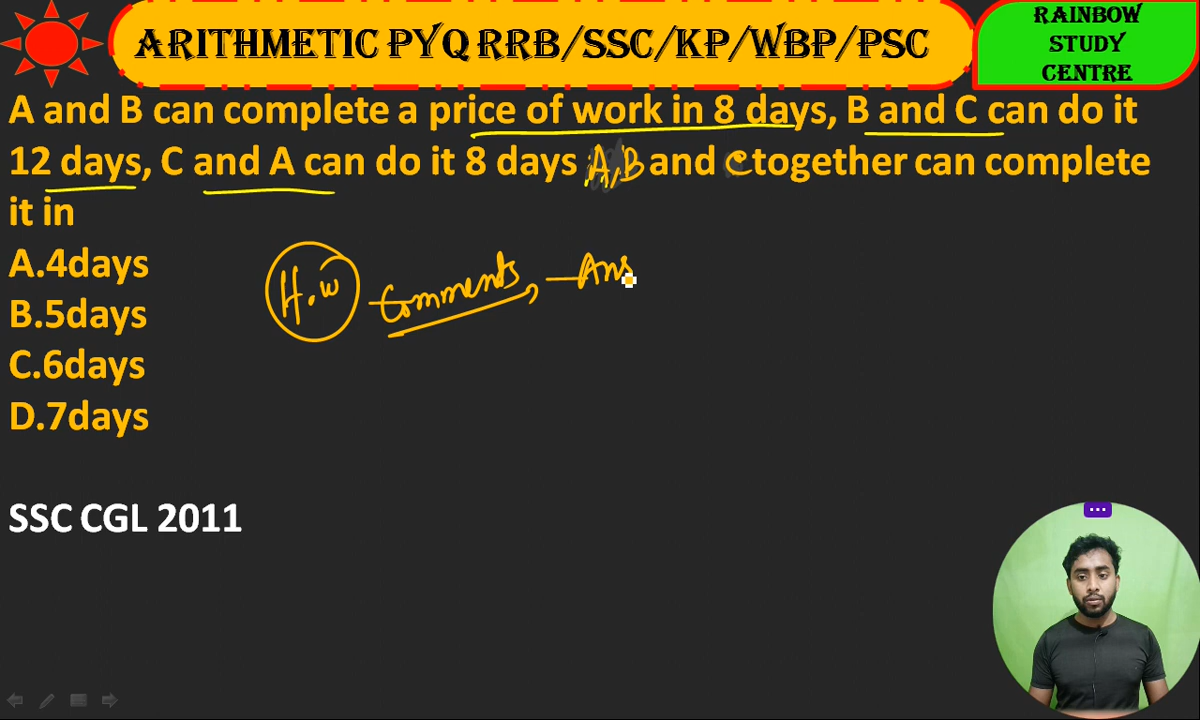 ARITHMETIC PYQ RRB/SSC/KP/WBP/PSC
RAINBOW
STUDY
CENTRE
A and B can complete a price of work in 8 days, B and C can do it
12 days, C and A can do it 8 days A, B and c together can complete
it in
A.4days
B.5days
C.6days
D.7days
H.W Comments, - Ans
SSC CGL 2011